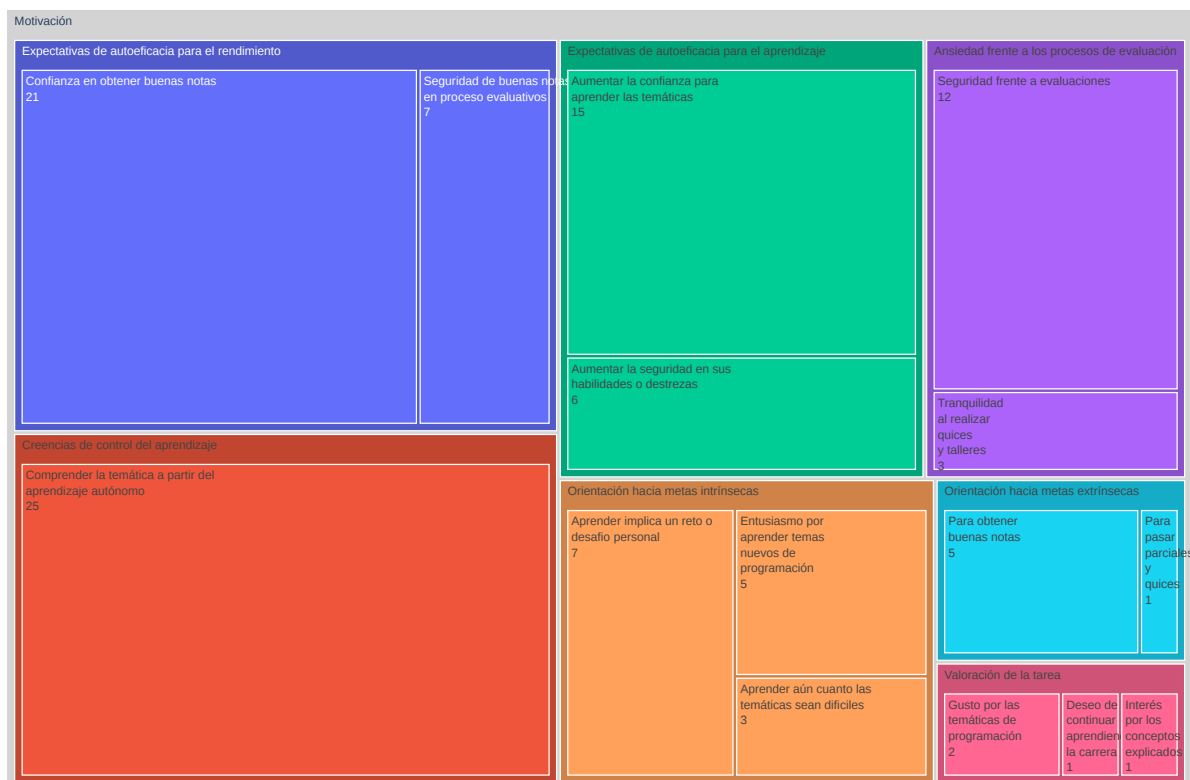 Motivación
Expectativas de autoeficacia para el rendimiento
Confianza en obtener buenas notas
21
Seguridad de buenas notas
en proceso evaluativos
7
Creencias de control del aprendizaje
Comprender la temática a partir del
aprendizaje autónomo
25
Expectativas de autoeficacia para el aprendizaje
Aumentar la confianza para
aprender las temáticas
15
Aumentar la seguridad en sus
habilidades o destrezas
6
Ansiedad frente a los procesos de evaluación
Seguridad frente a evaluaciones
12
Tranquilidad
al realizar
quices
y talleres
3
Orientación hacia metas intrínsecas
Aprender implica un reto o
desafio personal
7
Entusiasmo por
aprender temas
nuevos de
programación
5
Aprender aún cuanto las
temáticas sean dificiles
3
Orientación hacia metas extrínsecas
Para obtener
buenas notas
5
Para
pasar
parciales
y
quices
1
Valoración de la tarea
Gusto por las
temáticas de
programación
2
Deseo de
continuar
la carrera
1
Interés
por los
conceptos
explicados
1